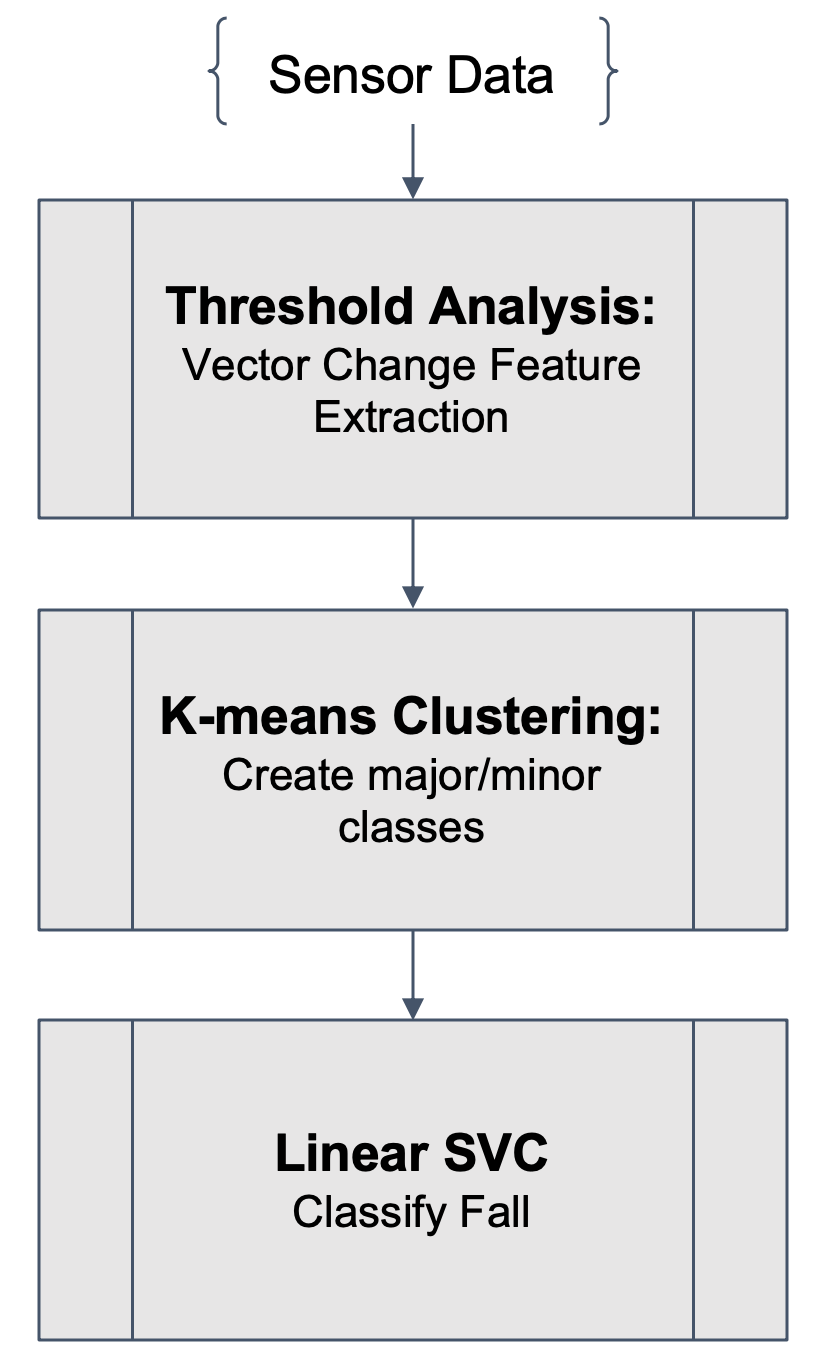 Sensor Data
Threshold Analysis:
Vector Change Feature
Extraction
K-means Clustering:
Create major/minor
classes
Linear SVC
Classify Fall